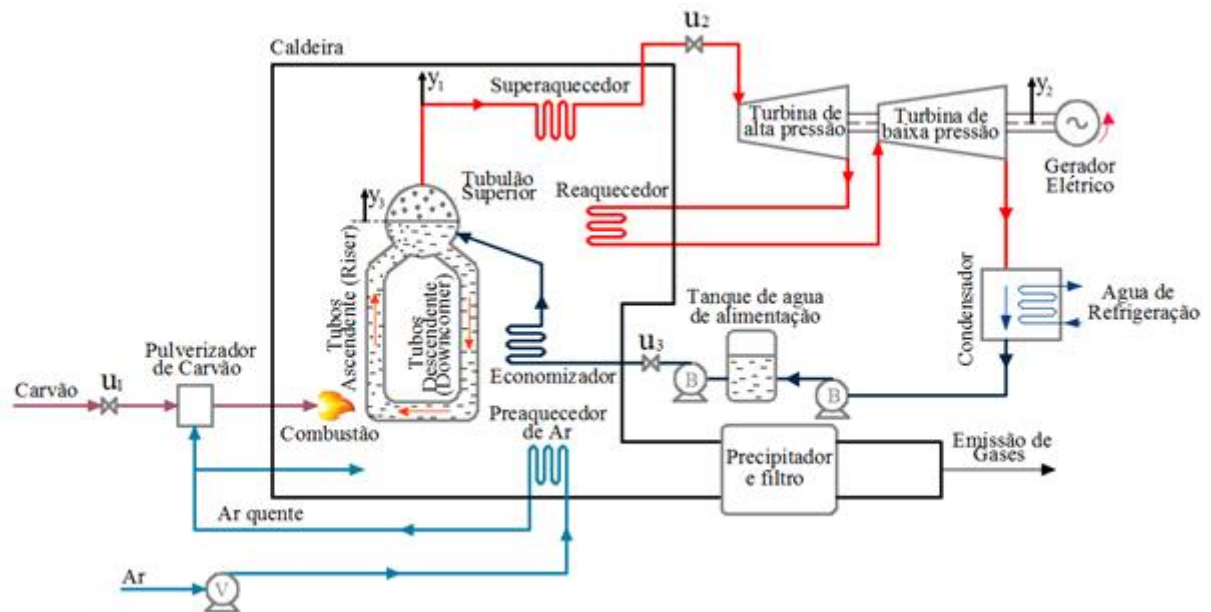 Caldeira
u2
y1
Superaquecedor
Turbina de
alta pressão
Turbina de
baixa pressão
y2
Gerador
Elétrico
Tubulão
Superior
y3
Reaquecedor
Tubos
Ascendente (Riser)
Tubos
Descendente
(Downcomer)
Tanque de agua
de alimentação
Condensador
Agua de
Refrigeração
Pulverizador
de Carvão
u1
Carvão
Combustão
Economizador
u3
B
B
Preaquecedor
de Ar
Precipitador
e filtro
Emissão de
Gases
Ar quente
Ar
V